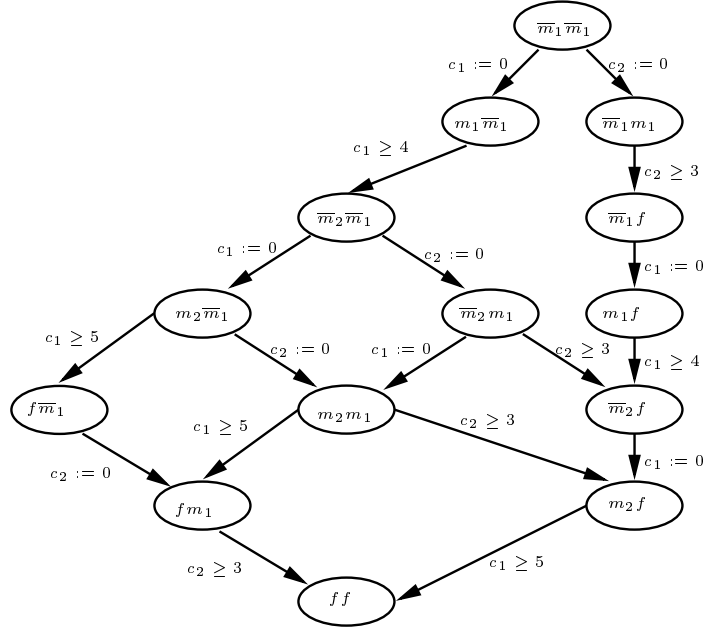 m̅₁m̅₁
c₁ := 0 c₂ := 0
m₁m̅₁ m̅₁m₁
c₁ ≥ 4
c₂ ≥ 3
m̅₂m̅₁ m̅₁f
c₁ := 0 c₂ := 0
c₁ := 0
m₂m̅₁ m̅₂m₁ m₁f
c₁ ≥ 5 c₂ := 0 c₁ := 0 c₂ ≥ 3
c₁ ≥ 4
fm̅₁ m₂m₁ m̅₂f
c₁ ≥ 5 c₂ ≥ 3
c₂ := 0 c₁ := 0
fm₁ m₂f
c₂ ≥ 3 c₁ ≥ 5
ff